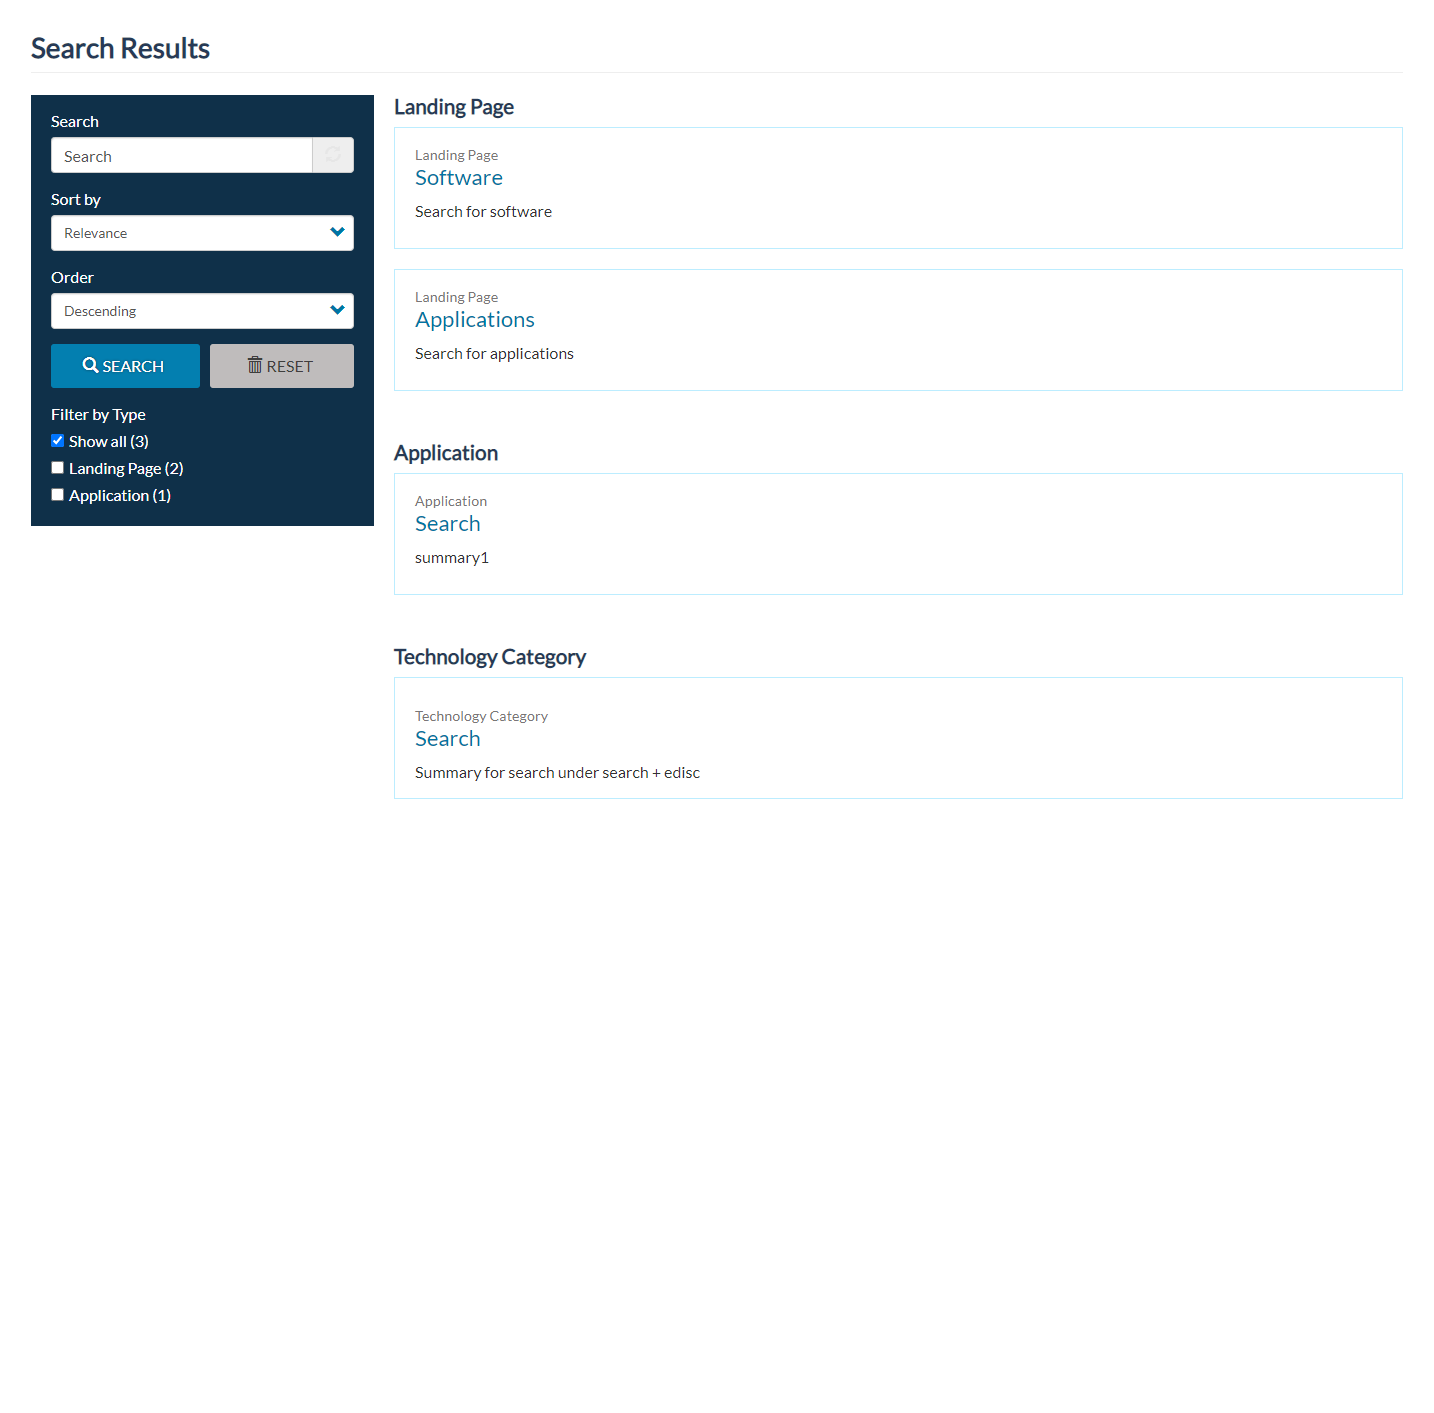 Search Results
Search
Search
Sort by
Relevance
Order
Descending
SEARCH
RESET
Filter by Type
Show all (3)
Landing Page (2)
Application (1)
Landing Page
Landing Page
Software
Search for software
Landing Page
Applications
Search for applications
Application
Application
Search
summary1
Technology Category
Technology Category
Search
Summary for search under search + edisc